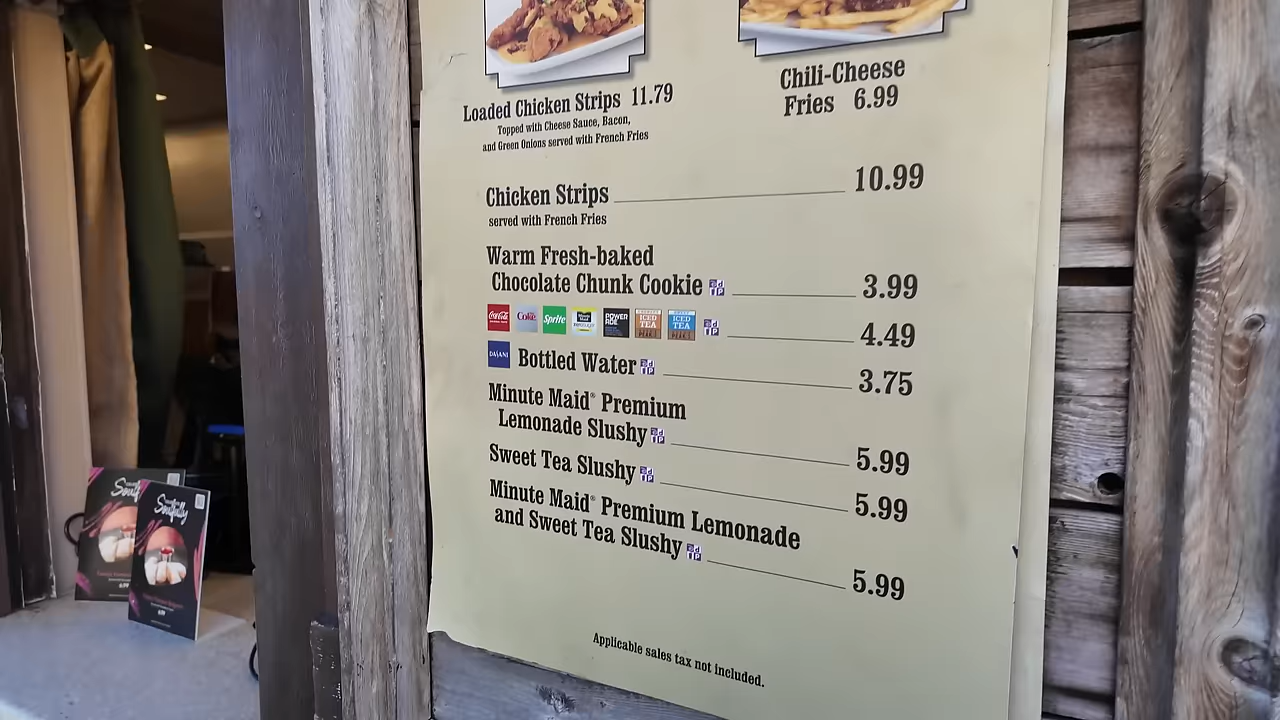 Loaded Chicken Strips 11.79
Topped with Cheese Sauce, Bacon,
and Green Onions served with French Fries
Chili-Cheese
Fries 6.99
Chicken Strips 10.99
served with French Fries
Warm Fresh-baked
Chocolate Chunk Cookie 3.99
Coca-Cola Coke Sprite Minute Maid POWERADE ICED TEA ICED TEA 4.49
DASANI Bottled Water 3.75
Minute Maid® Premium
Lemonade Slushy 5.99
Sweet Tea Slushy 5.99
Minute Maid® Premium Lemonade
and Sweet Tea Slushy 5.99
Applicable sales tax not included.
Soulfully
Soulfully